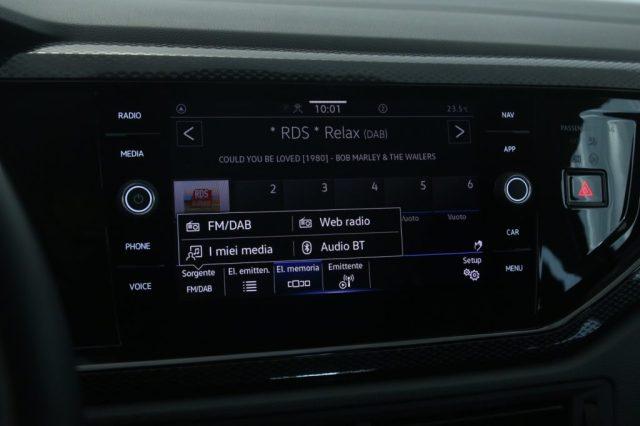 RADIO
MEDIA
PHONE
VOICE
10:01
23.5
* RDS * Relax (DAB)
COULD YOU BE LOVED [1980] - BOB MARLEY & THE WAILERS
RDS
2
3
4
5
6
Vuoto
Vuoto
FM/DAB
Web radio
I miei media
Audio BT
Sorgente
FM/DAB
El. emitten.
El. memoria
Emittente
Setup
NAV
APP
CAR
MENU